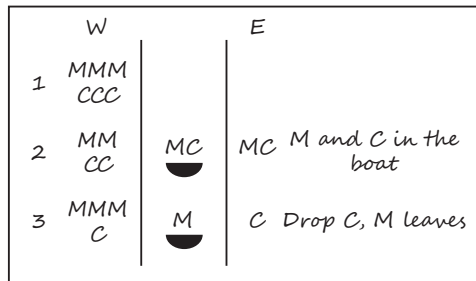 W E
1 MMM
CCC
2 MM MC MC M and C in the
CC boat
3 MMM M C Drop C, M leaves
C